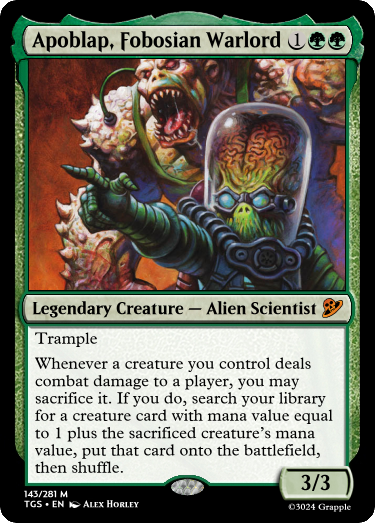 Apoblap, Fobosian Warlord 1
Legendary Creature — Alien Scientist
Trample
Whenever a creature you control deals
combat damage to a player, you may
sacrifice it. If you do, search your library
for a creature card with mana value equal
to 1 plus the sacrificed creature's mana
value, put that card onto the battlefield,
then shuffle.
3/3
143/281 M
TGS • EN Alex Horley
©3024 Grapple